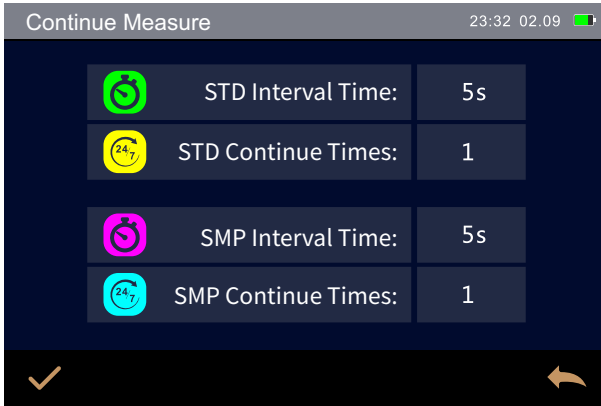 Continue Measure 23:32 02.09
STD Interval Time: 5s
24/7 STD Continue Times: 1
SMP Interval Time: 5s
24/7 SMP Continue Times: 1